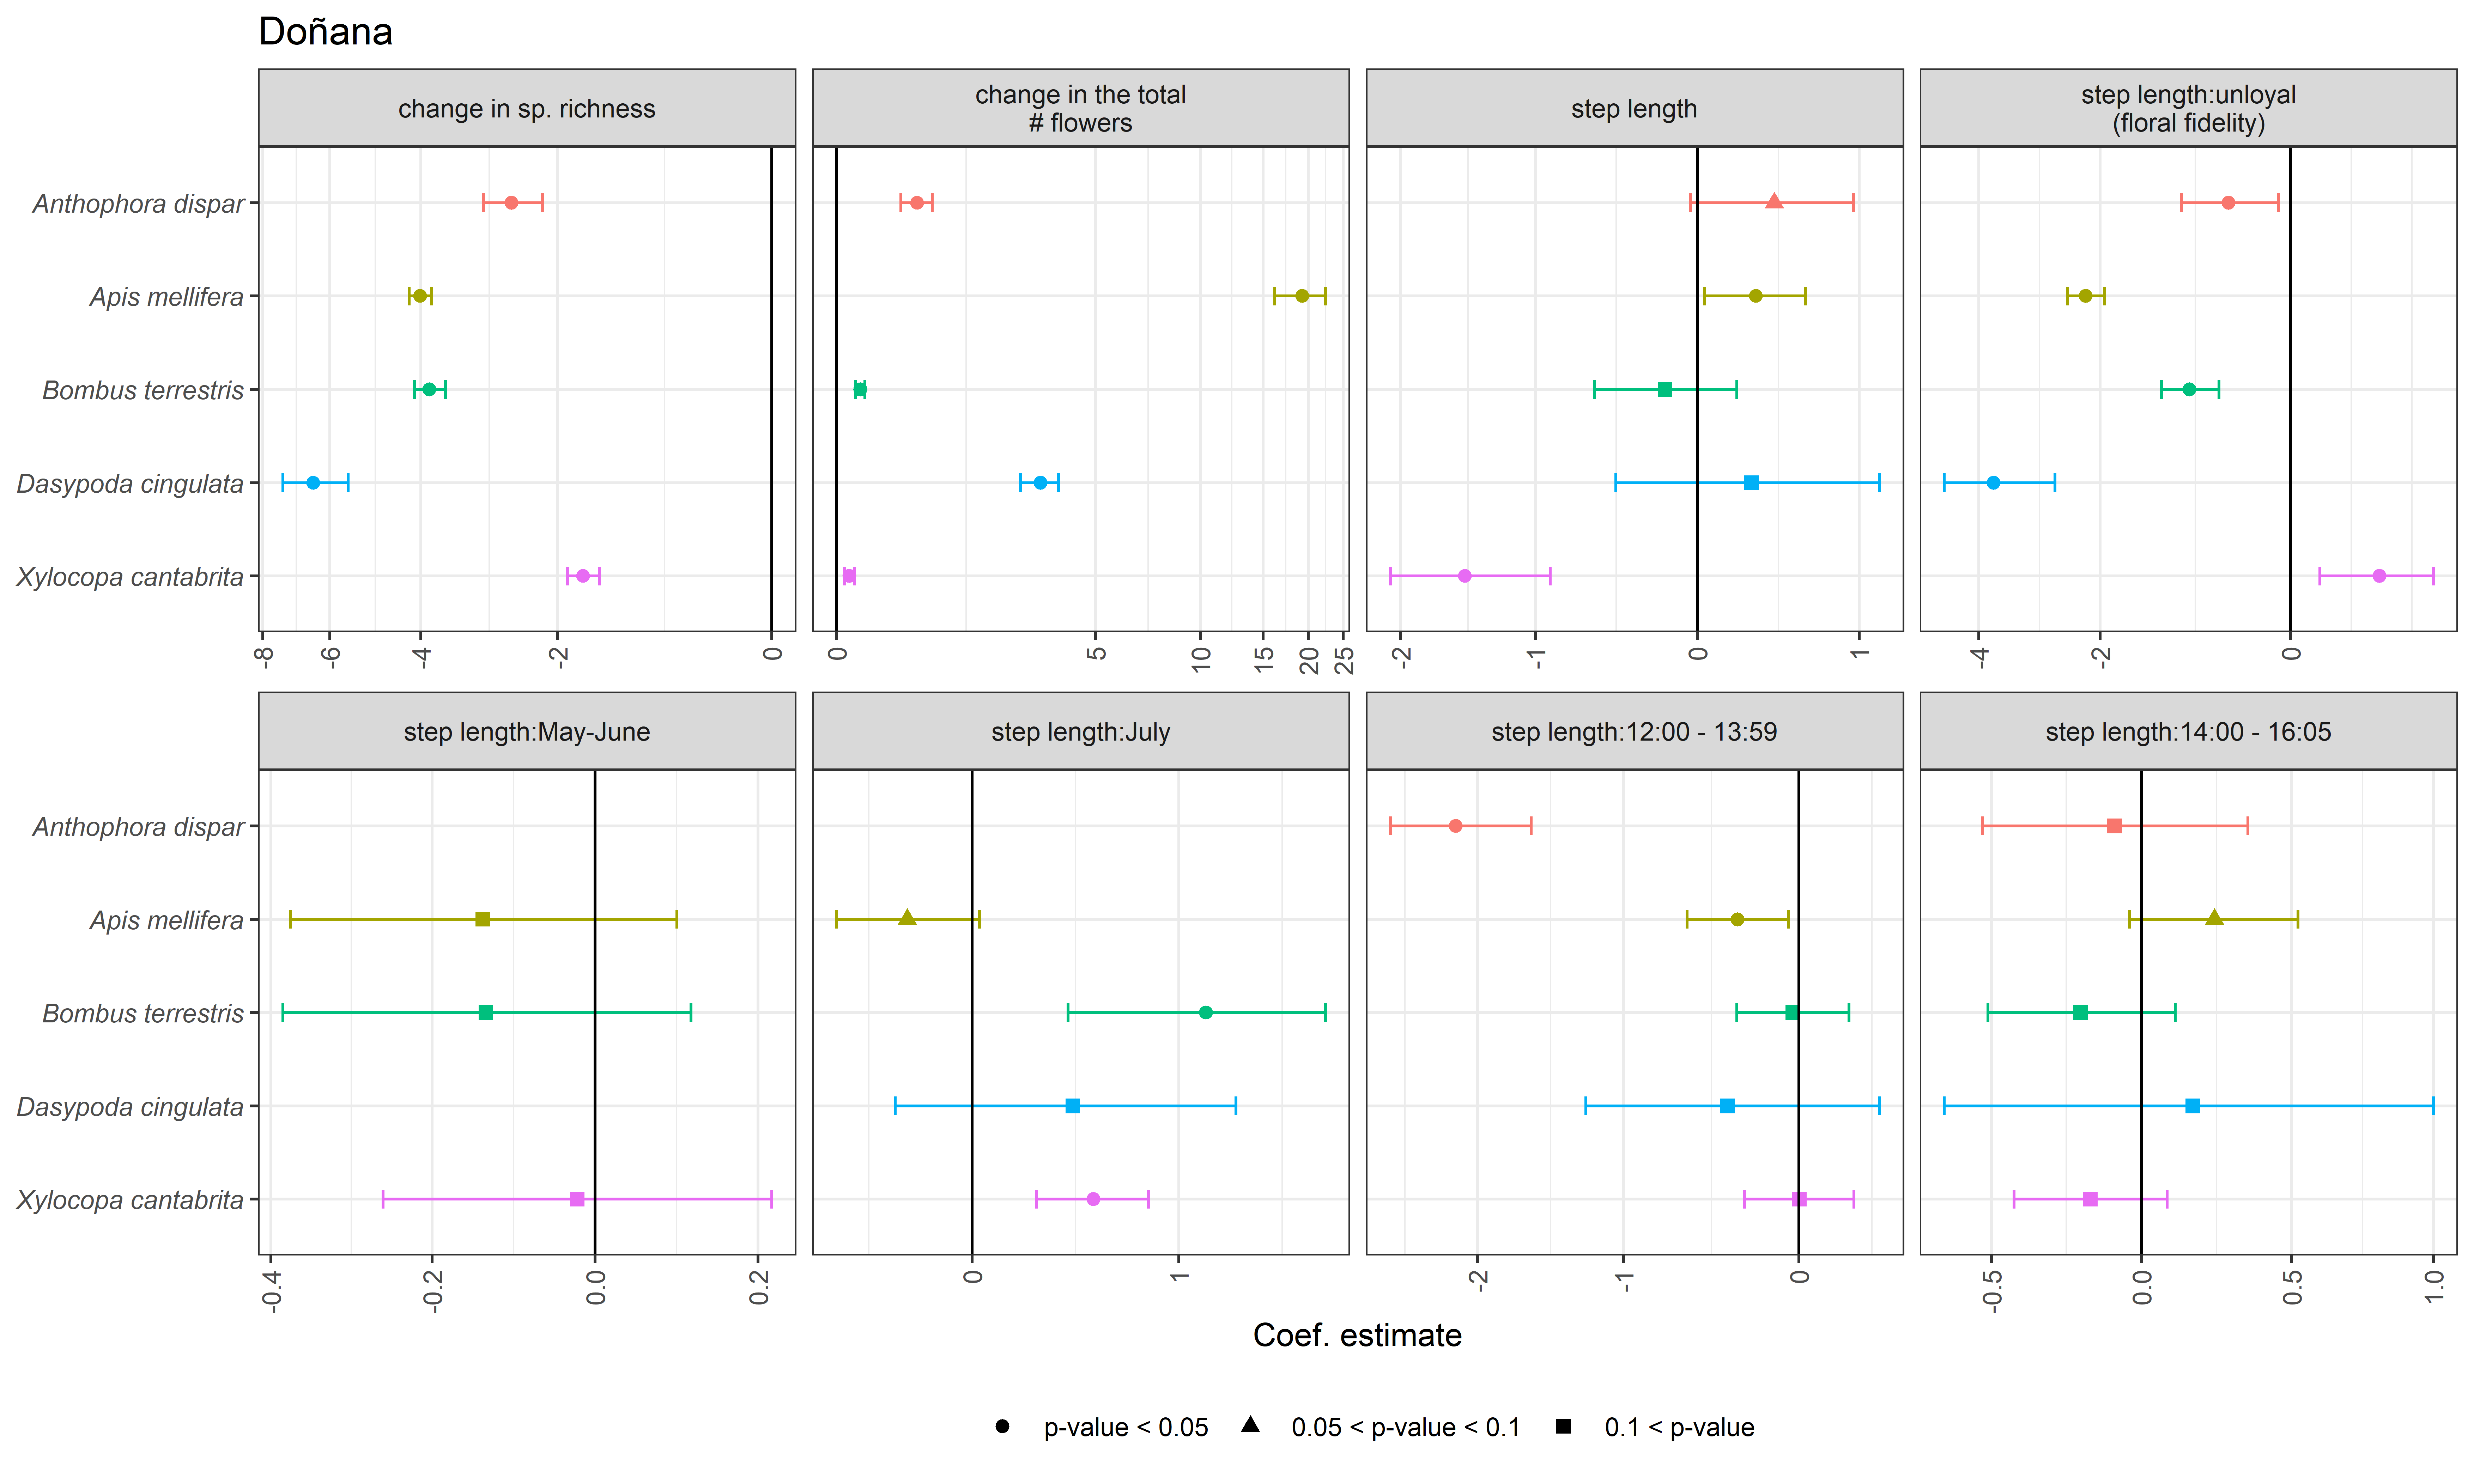 Doñana
change in sp. richness
change in the total
# flowers
step length
step length:unloyal
(floral fidelity)
Anthophora dispar
Apis mellifera
Bombus terrestris
Dasypoda cingulata
Xylocopa cantabrita
-8 -6 -4 -2 0
0 5 10 15 20 25
-2 -1 0 1
-4 -2 0
step length:May-June
step length:July
step length:12:00 - 13:59
step length:14:00 - 16:05
Anthophora dispar
Apis mellifera
Bombus terrestris
Dasypoda cingulata
Xylocopa cantabrita
-0.4 -0.2 0.0 0.2
0 1
-2 -1 0
-0.5 0.0 0.5 1.0
Coef. estimate
p-value < 0.05 0.05 < p-value < 0.1 0.1 < p-value